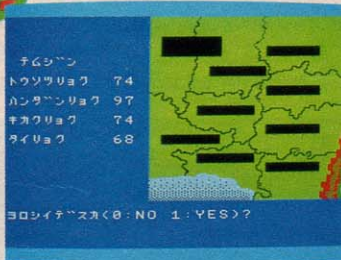 テムジン
トウソツリョク 74
ハンダンリョク 97
キカクリョク 74
タイリョク 68
ヨロシイデスカ(0:NO 1:YES)?